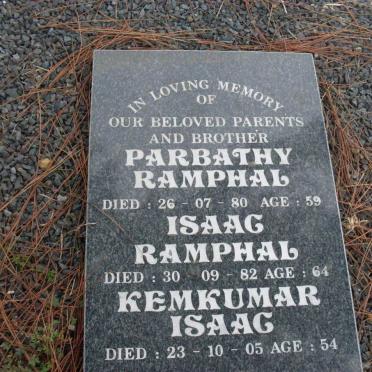 IN LOVING MEMORY
OF
OUR BELOVED PARENTS
AND BROTHER
PARBATHY
RAMPHAL
DIED : 26 - 07 - 80 AGE : 59
ISAAC
RAMPHAL
DIED : 30 09 - 82 AGE : 64
KEMKUMAR
ISAAC
DIED : 23 - 10 - 05 AGE : 54